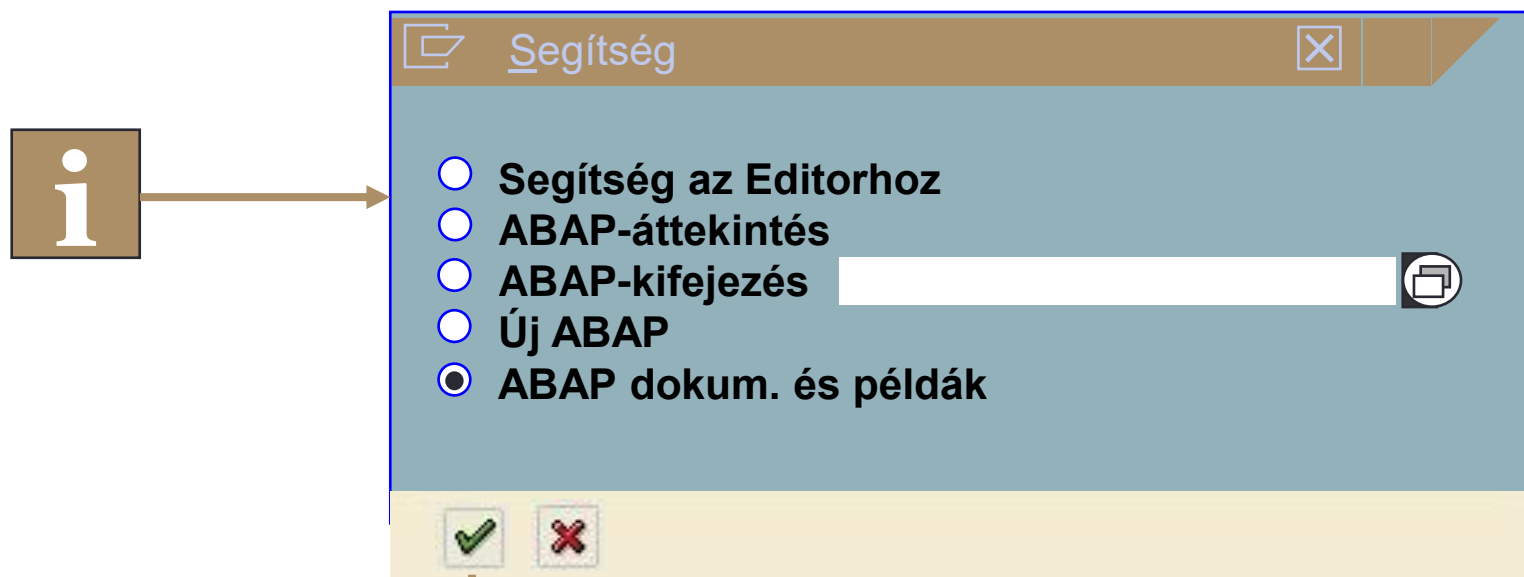 Segítség
i
Segítség az Editorhoz
ABAP-áttekintés
ABAP-kifejezés
Új ABAP
ABAP dokum. és példák